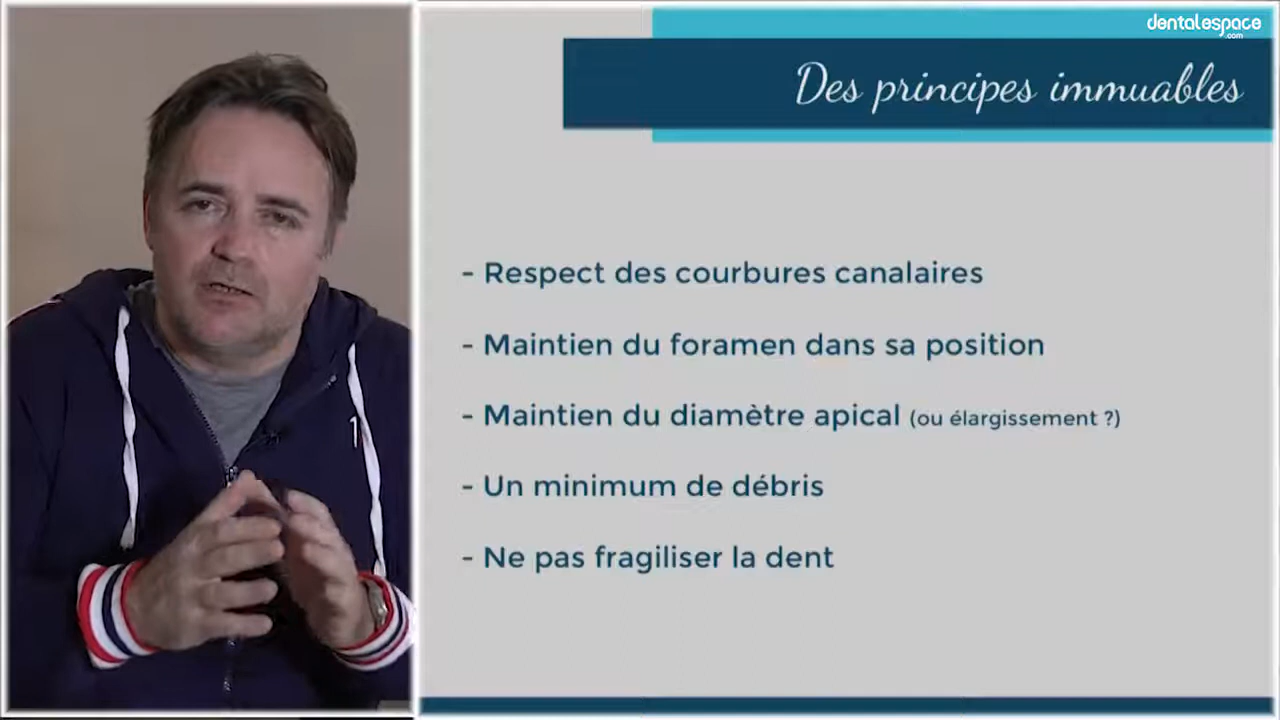 dentalespace
.com
Des principes immuables
- Respect des courbures canalaires
- Maintien du foramen dans sa position
- Maintien du diamètre apical (ou élargissement ?)
- Un minimum de débris
- Ne pas fragiliser la dent